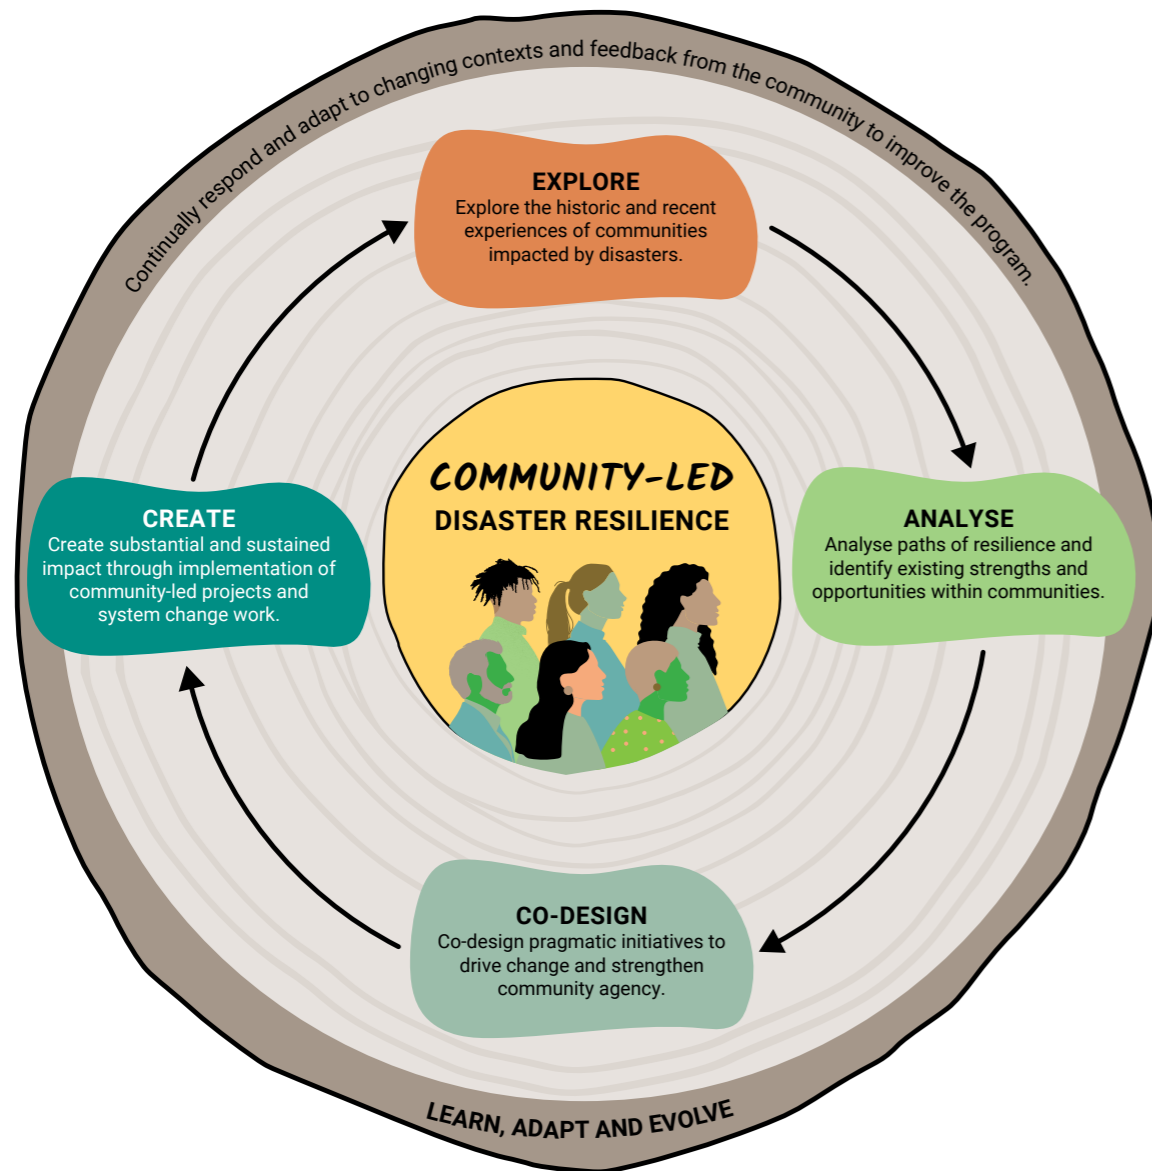 Continually respond and adapt to changing contexts and feedback from the community to improve the program.
EXPLORE
Explore the historic and recent
experiences of communities
impacted by disasters.
COMMUNITY-LED
DISASTER RESILIENCE
CREATE
Create substantial and sustained
impact through implementation of
community-led projects and
system change work.
ANALYSE
Analyse paths of resilience and
identify existing strengths and
opportunities within communities.
CO-DESIGN
Co-design pragmatic initiatives to
drive change and strengthen
community agency.
LEARN, ADAPT AND EVOLVE